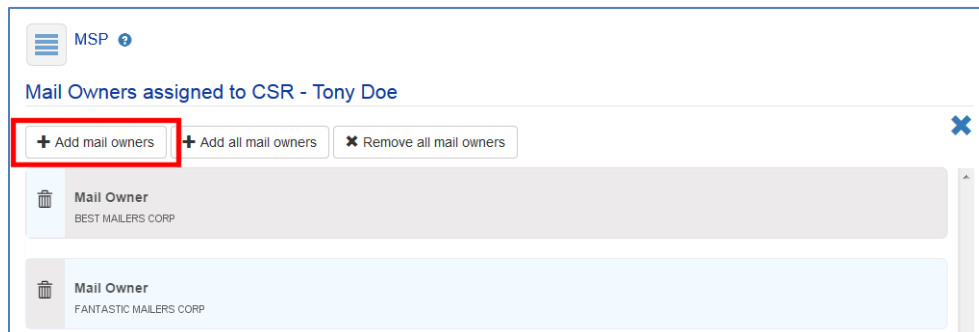 MSP
Mail Owners assigned to CSR - Tony Doe
Add mail owners Add all mail owners Remove all mail owners
Mail Owner
BEST MAILERS CORP
Mail Owner
FANTASTIC MAILERS CORP